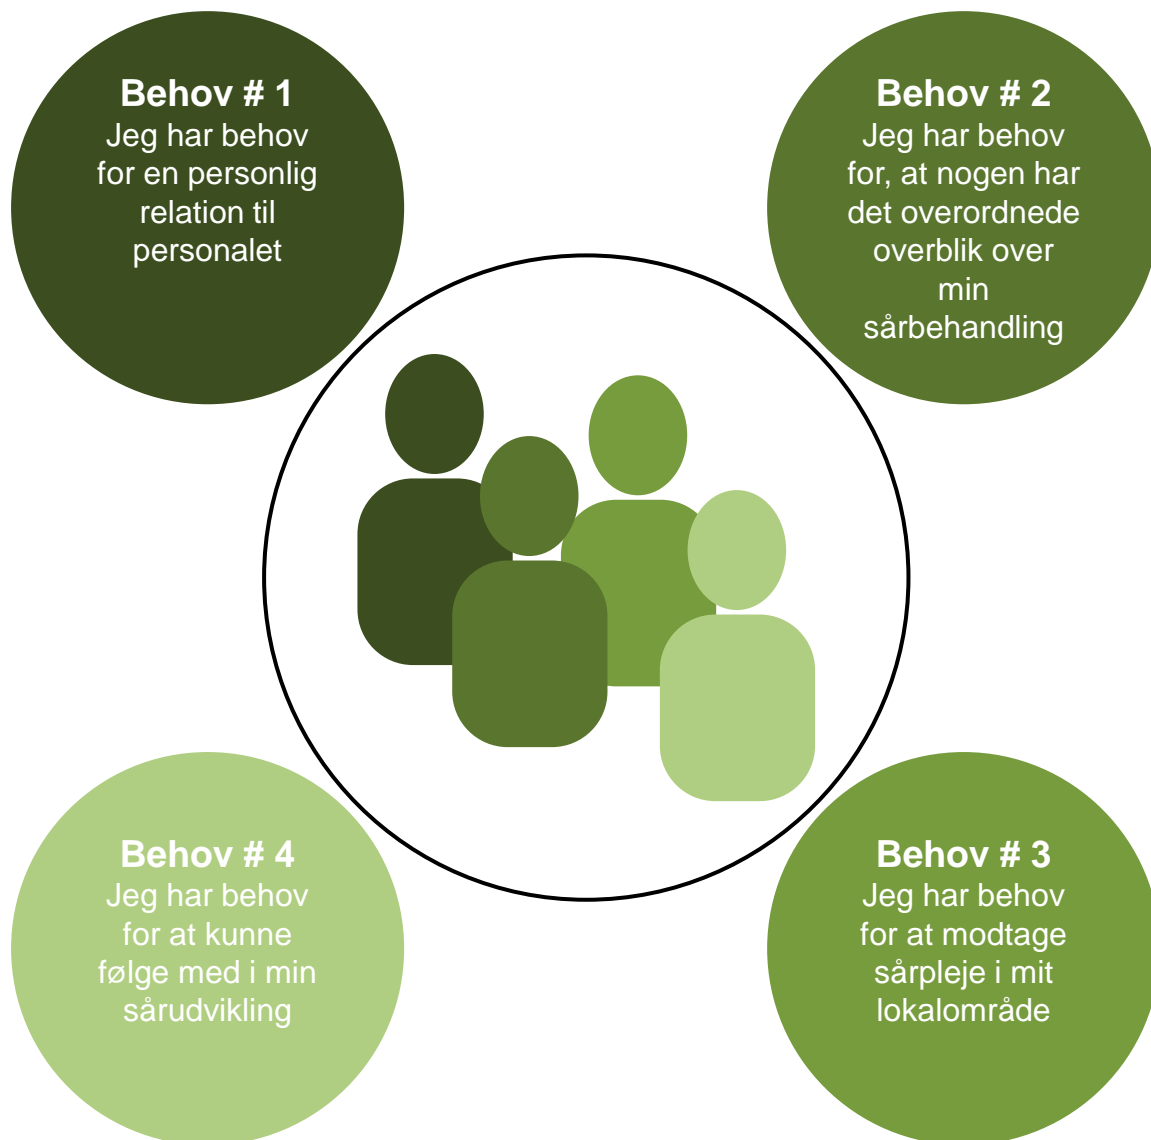 Behov # 1
Jeg har behov
for en personlig
relation til
personalet
Behov # 2
Jeg har behov
for, at nogen har
det overordnede
overblik over
min
sårbehandling
Behov # 4
Jeg har behov
for at kunne
følge med i min
sårudvikling
Behov # 3
Jeg har behov
for at modtage
sårpleje i mit
lokalområde